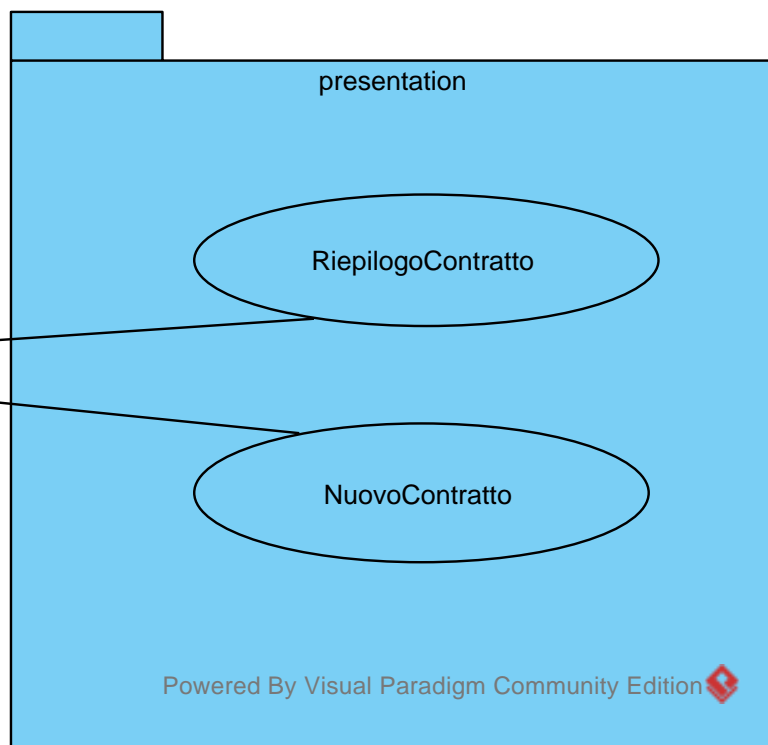 presentation
RiepilogoContratto
NuovoContratto
Powered By Visual Paradigm Community Edition